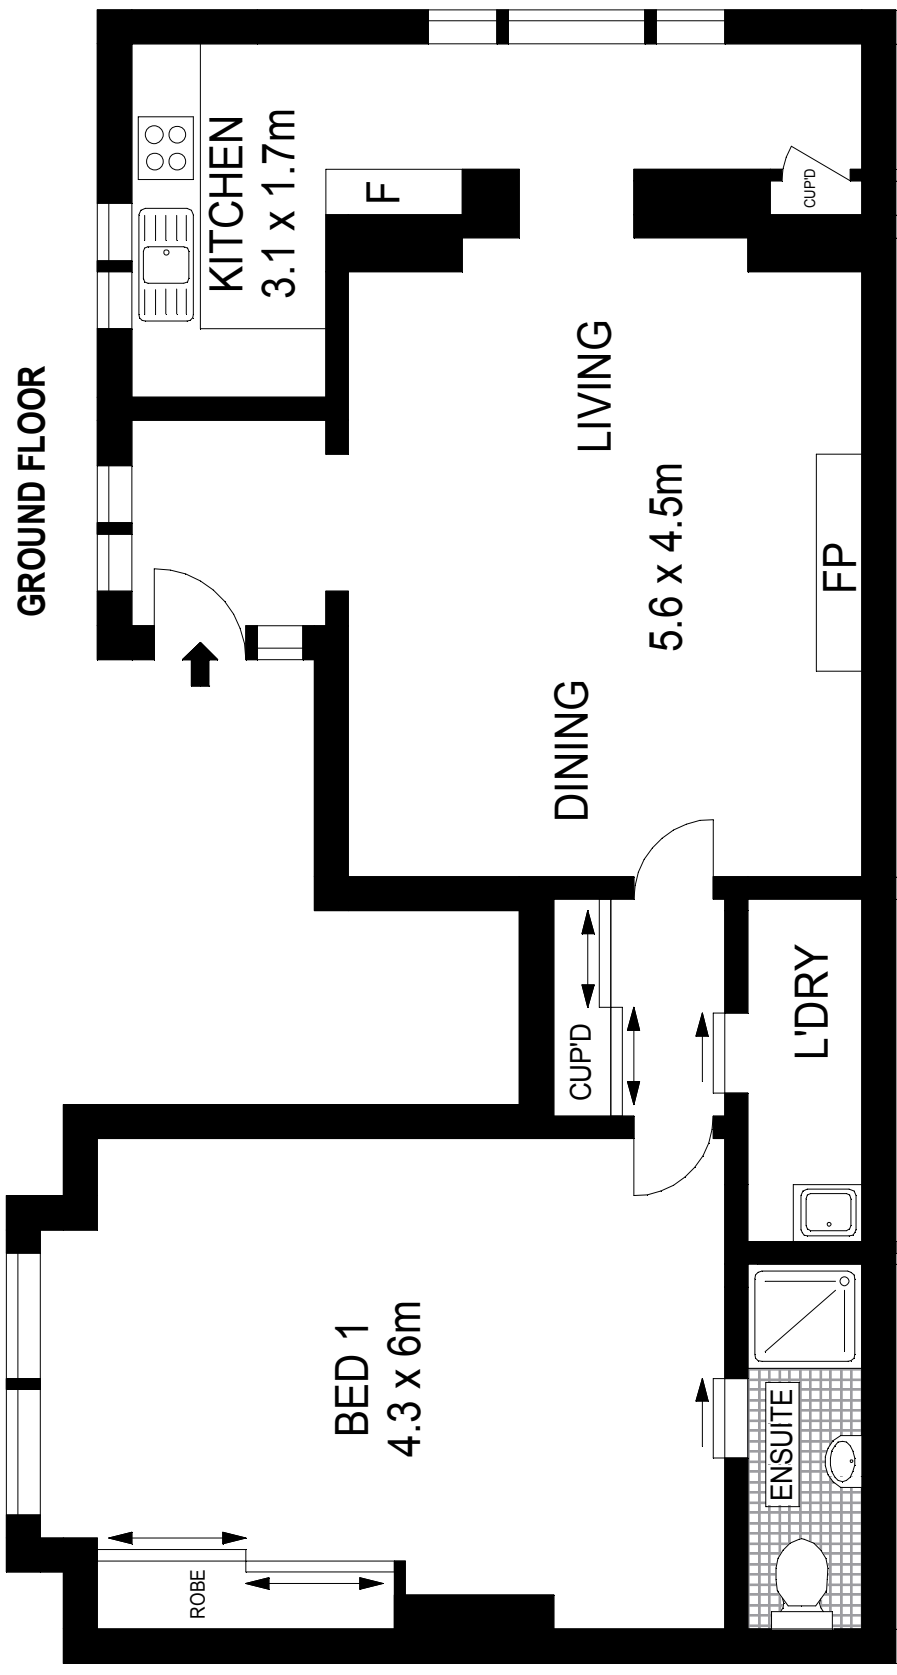 GROUND FLOOR
KITCHEN
3.1 x 1.7m
F
CUP'D
LIVING
5.6 x 4.5m
DINING
FP
CUP'D
L'DRY
BED 1
4.3 x 6m
ENSUITE
ROBE